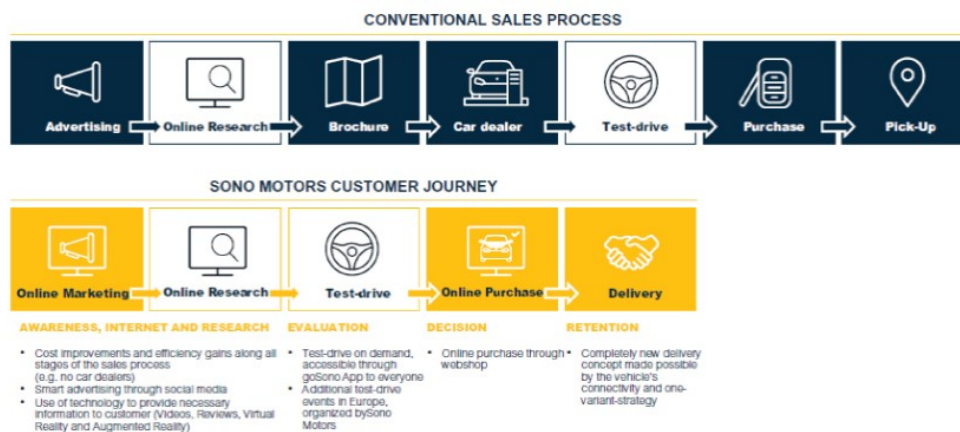 CONVENTIONAL SALES PROCESS
Advertising
Online Research
Brochure
Car dealer
Test-drive
Purchase
Pick-Up
SONO MOTORS CUSTOMER JOURNEY
Online Marketing
Online Research
Test-drive
Online Purchase
Delivery
AWARENESS, INTERNET AND RESEARCH
• Cost improvements and efficiency gains along all
stages of the sales process
(e.g. no car dealers)
• Smart advertising through social media
• Use of technology to provide necessary
information to customer (Videos, Reviews, Virtual
Reality and Augmented Reality)
EVALUATION
• Test-drive on demand,
accessible through
goSono App to everyone
• Additional test-drive
events in Europe,
organized bySono
Motors
DECISION
• Online purchase through
webshop
RETENTION
• Completely new delivery
concept made possible
by the vehicle's
connectivity and one-
variant-strategy